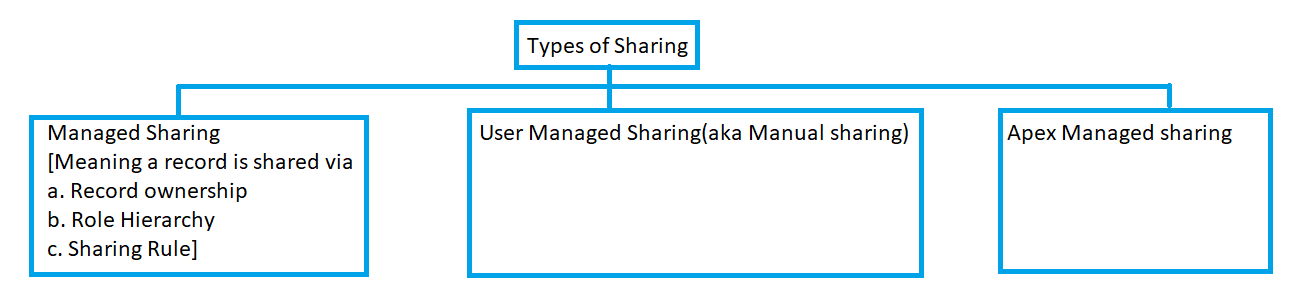 Types of Sharing
Managed Sharing
[Meaning a record is shared via
a. Record ownership
b. Role Hierarchy
c. Sharing Rule]
User Managed Sharing(aka Manual sharing)
Apex Managed sharing